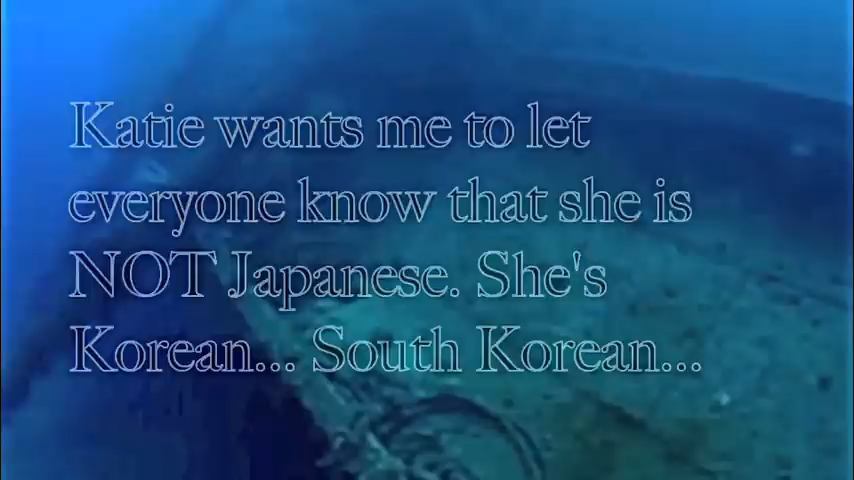 Katie wants me to let
everyone know that she is
NOT Japanese. She's
Korean... South Korean...